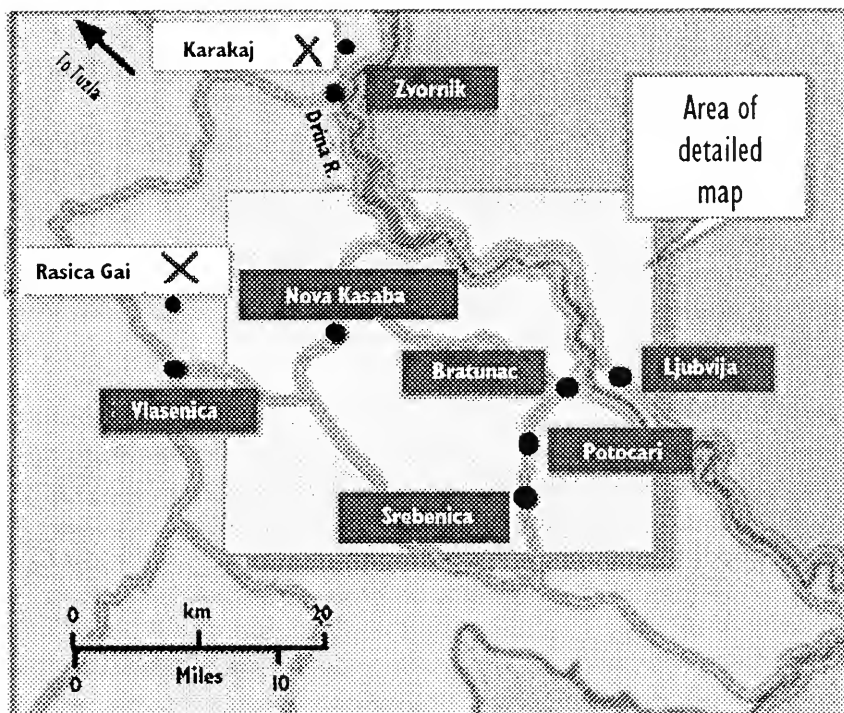 To Tuzla
Karakaj
Zvornik
Drina R.
Area of
detailed
map
Rasica Gai
Nova Kasaba
Bratunac
Ljubvija
Vlasenica
Potocari
Srebenica
0 km 20
0 Miles 10